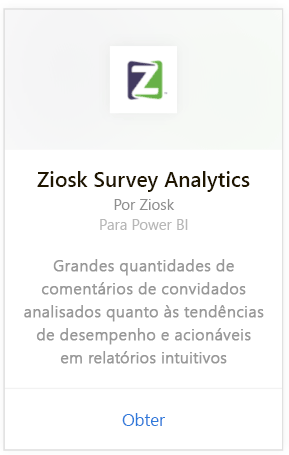 Z
Ziosk Survey Analytics
Por Ziosk
Para Power BI
Grandes quantidades de
comentários de convidados
analisados quanto às tendências
de desempenho e acionáveis
em relatórios intuitivos
Obter